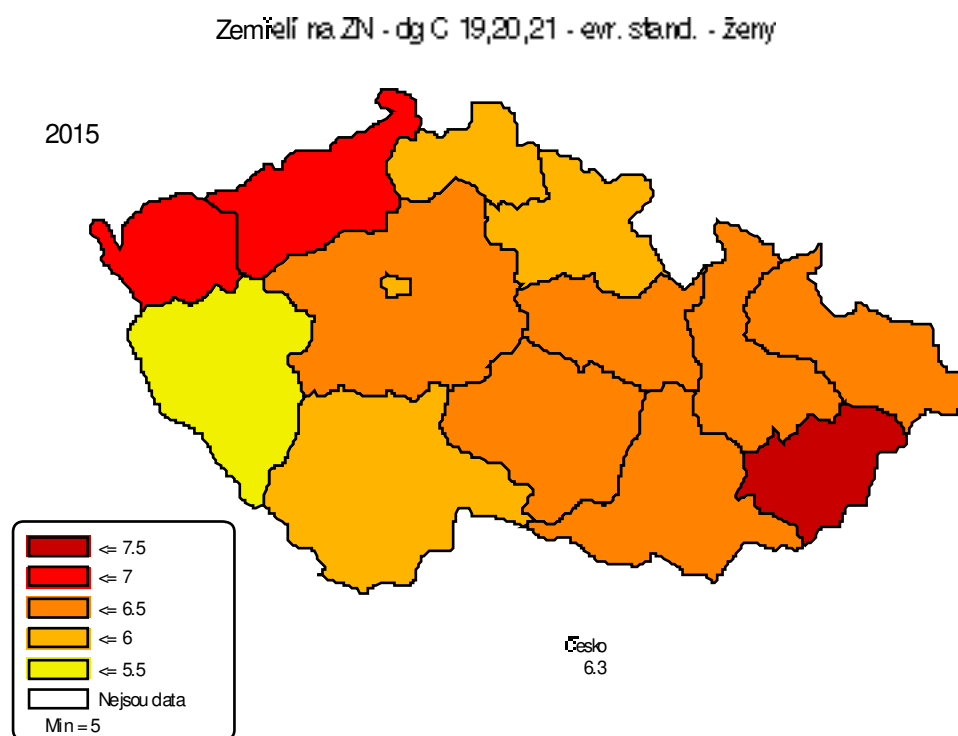 Zemřelí na ZN - dg C 19,20,21 - evr. stand. - ženy
2015
<= 7.5
<= 7
<= 6.5
<= 6
<= 5.5
Nejsou data
Min = 5
Česko
6.3